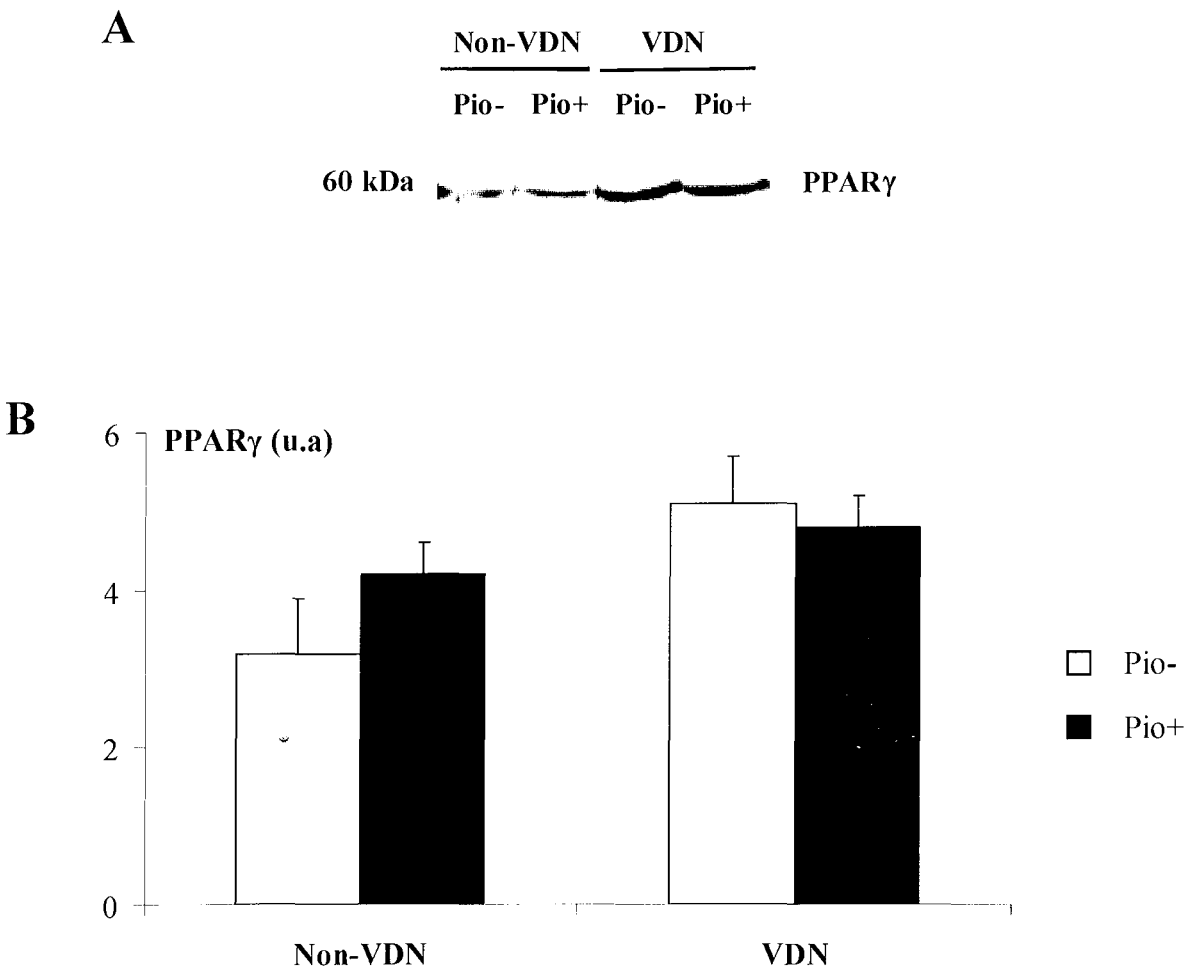 A
Non-VDN VDN
Pio- Pio+ Pio- Pio+
60 kDa PPARγ
B
PPARγ (u.a)
6
4
2
0
Non-VDN VDN
Pio-
Pio+